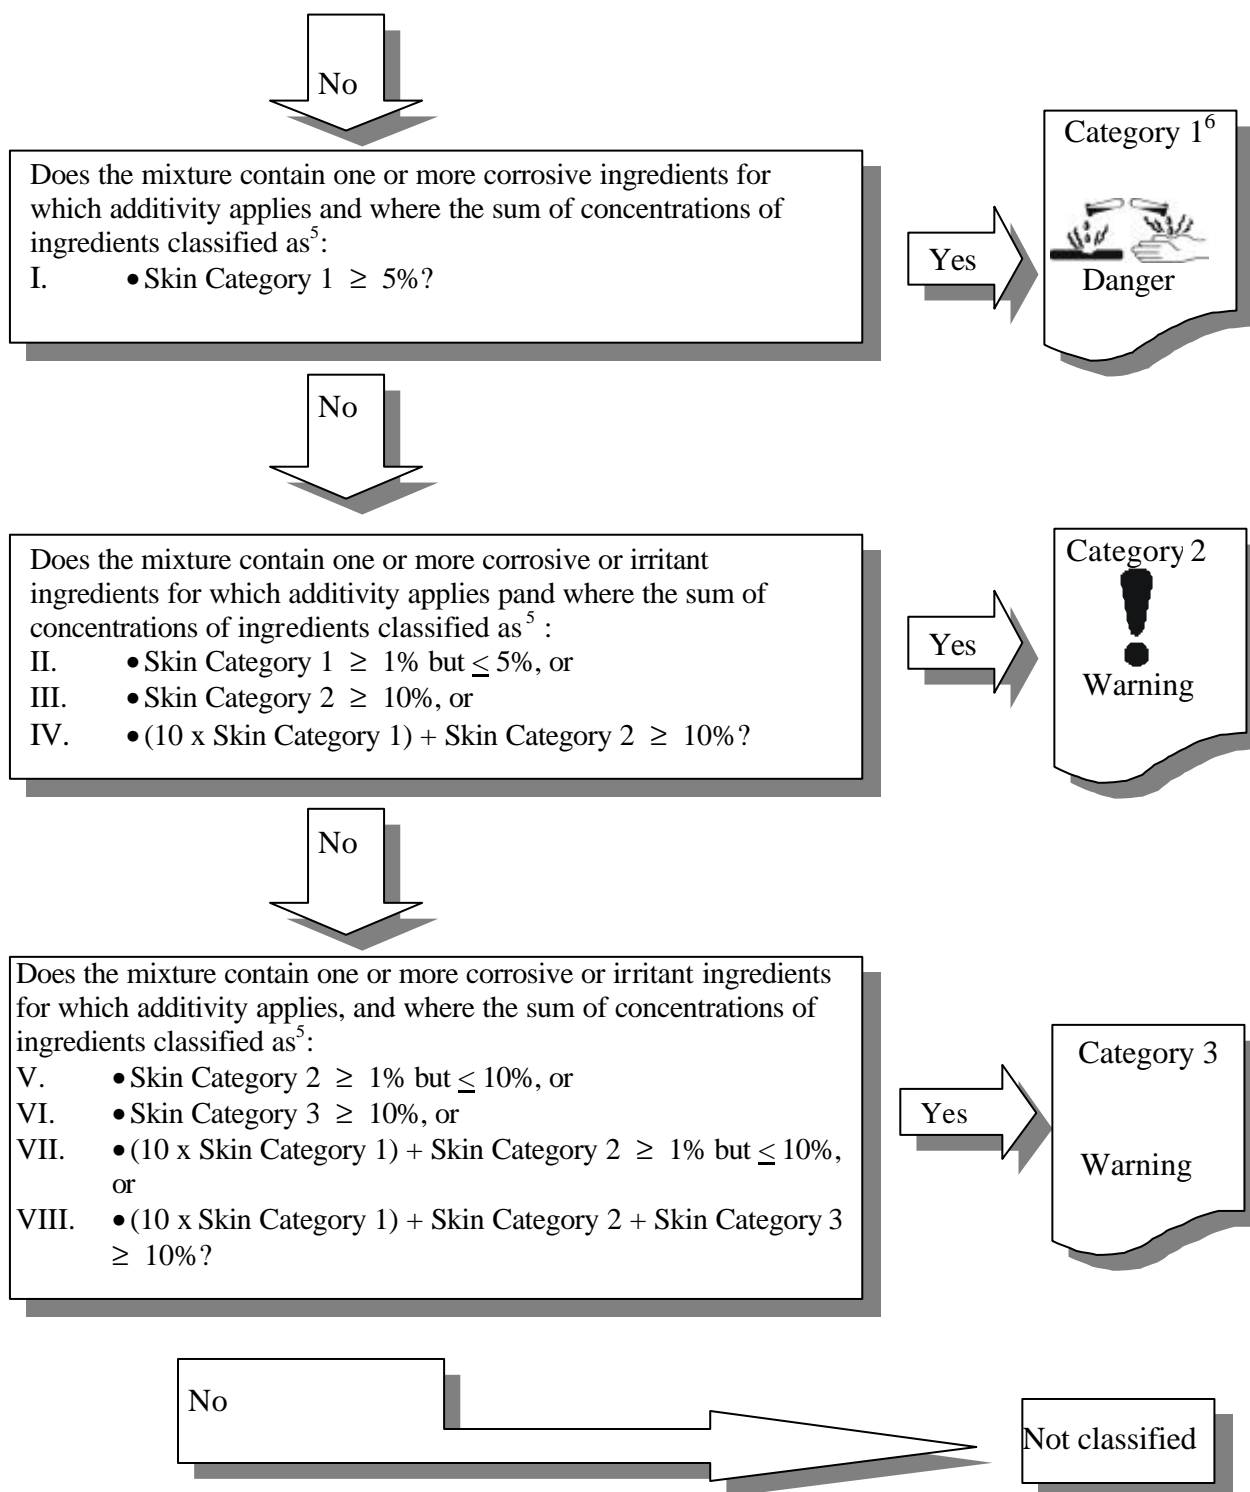 No
Does the mixture contain one or more corrosive ingredients for
which additivity applies and where the sum of concentrations of
ingredients classified as⁵:
I. • Skin Category 1 ≥ 5%?
Yes
Category 1⁶
Danger
No
Does the mixture contain one or more corrosive or irritant
ingredients for which additivity applies pand where the sum of
concentrations of ingredients classified as⁵ :
II. • Skin Category 1 ≥ 1% but ≤ 5%, or
III. • Skin Category 2 ≥ 10%, or
IV. • (10 x Skin Category 1) + Skin Category 2 ≥ 10%?
Yes
Category 2
Warning
No
Does the mixture contain one or more corrosive or irritant ingredients
for which additivity applies, and where the sum of concentrations of
ingredients classified as⁵:
V. • Skin Category 2 ≥ 1% but ≤ 10%, or
VI. • Skin Category 3 ≥ 10%, or
VII. • (10 x Skin Category 1) + Skin Category 2 ≥ 1% but ≤ 10%,
or
VIII. • (10 x Skin Category 1) + Skin Category 2 + Skin Category 3
≥ 10%?
Yes
Category 3
Warning
No
Not classified